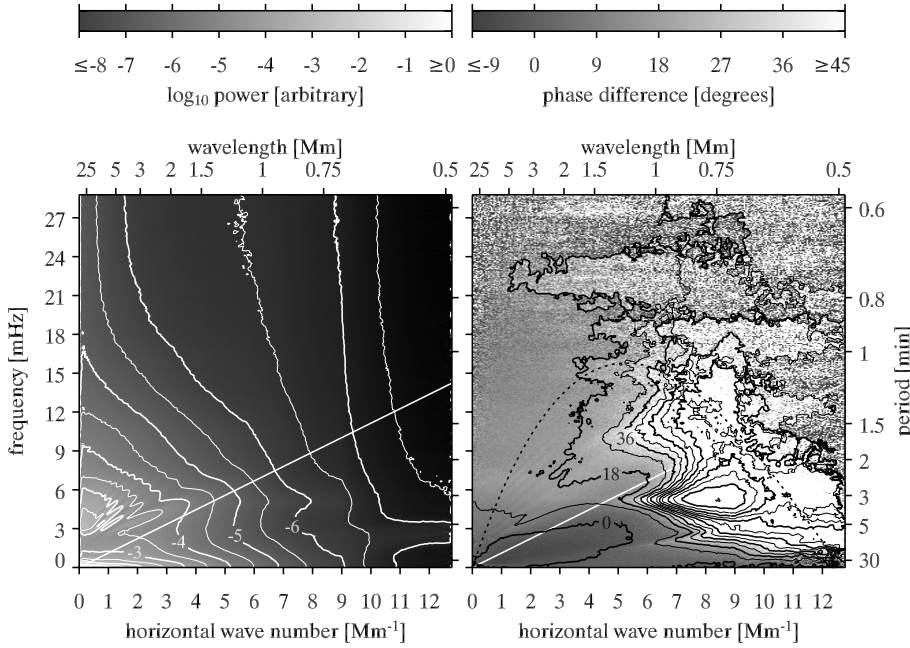 ≤-8 -7 -6 -5 -4 -3 -2 -1 ≥0
log10 power [arbitrary]
≤-9 0 9 18 27 36 ≥45
phase difference [degrees]
wavelength [Mm]
25 5 3 2 1.5 1 0.75 0.5
wavelength [Mm]
25 5 3 2 1.5 1 0.75 0.5
frequency [mHz]
27
24
21
18
15
12
9
6
3
0
-3
-4
-5
-6
36
18
0
0.6
0.8
1
1.5
2
3
5
30
period [min]
0 1 2 3 4 5 6 7 8 9 10 11 12
horizontal wave number [Mm-1]
0 1 2 3 4 5 6 7 8 9 10 11 12
horizontal wave number [Mm-1]